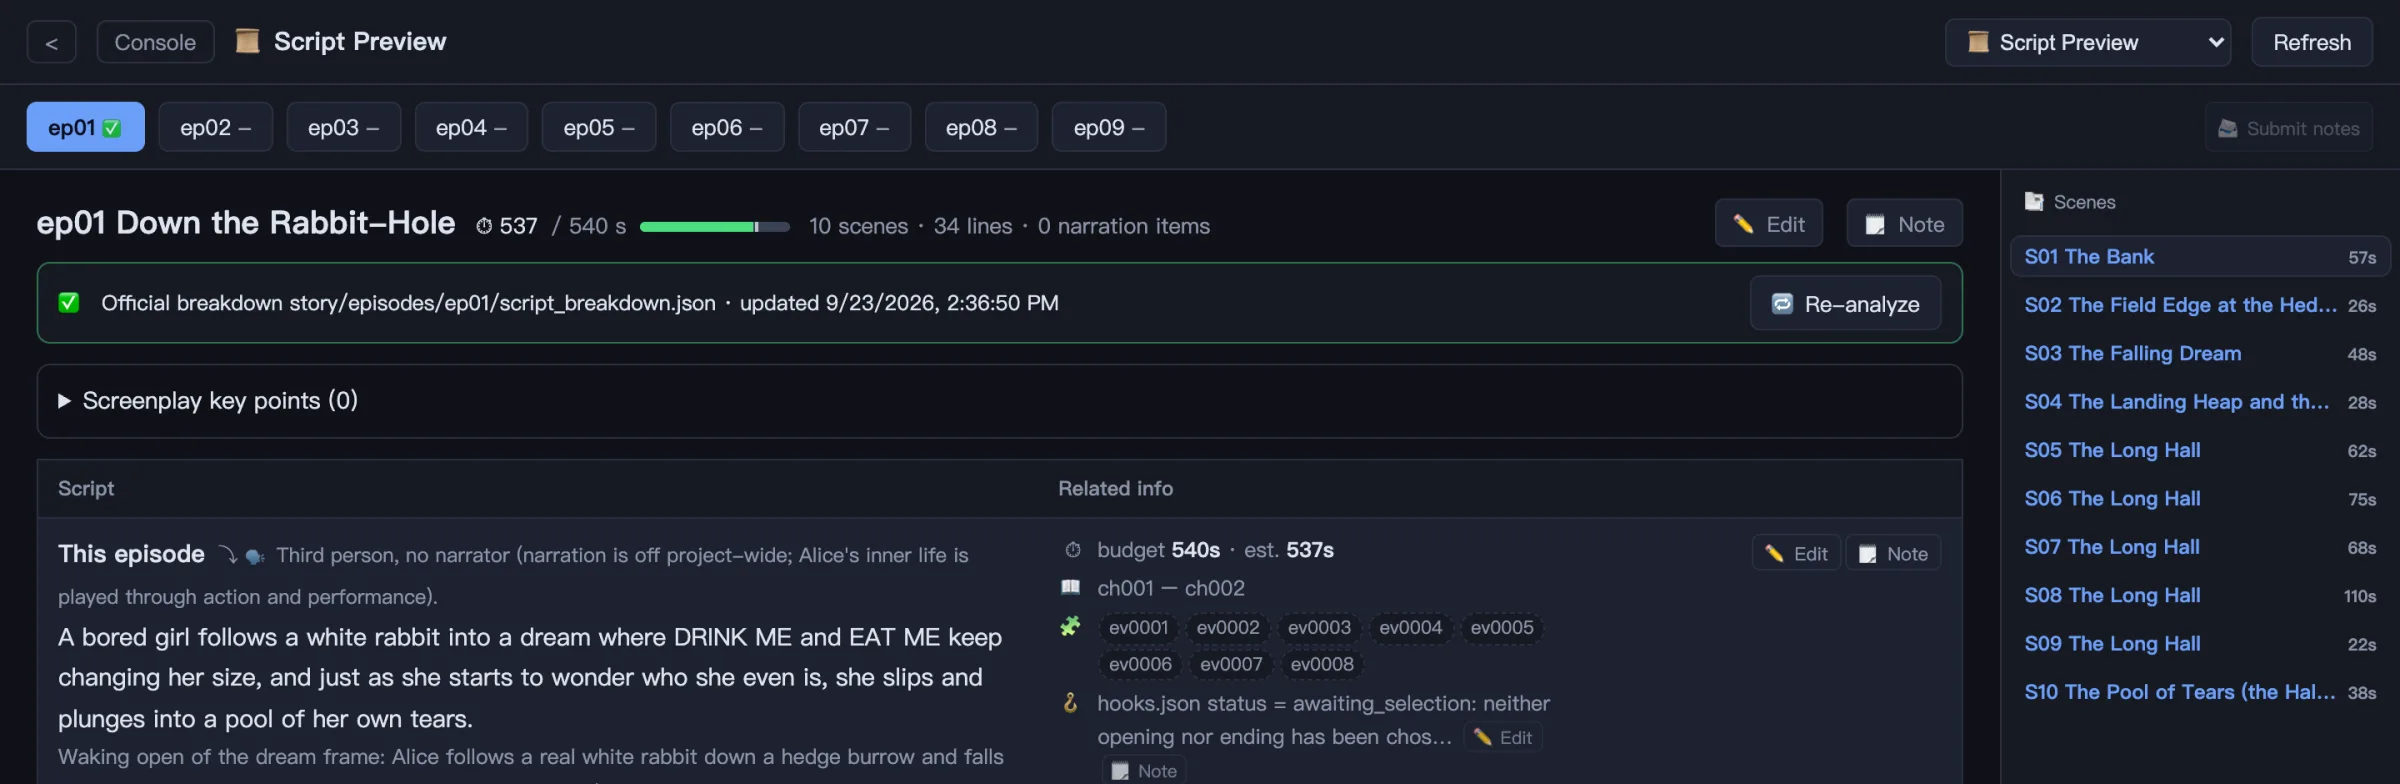 < Console Script Preview Script Preview Refresh
ep01 ep02 – ep03 – ep04 – ep05 – ep06 – ep07 – ep08 – ep09 – Submit notes
ep01 Down the Rabbit-Hole 537 / 540 s 10 scenes · 34 lines · 0 narration items Edit Note
Official breakdown story/episodes/ep01/script_breakdown.json · updated 9/23/2026, 2:36:50 PM Re-analyze
Screenplay key points (0)
Script
This episode Third person, no narrator (narration is off project-wide; Alice's inner life is
played through action and performance).
A bored girl follows a white rabbit into a dream where DRINK ME and EAT ME keep
changing her size, and just as she starts to wonder who she even is, she slips and
plunges into a pool of her own tears.
Waking open of the dream frame: Alice follows a real white rabbit down a hedge burrow and falls
Related info
budget 540s · est. 537s Edit Note
ch001 — ch002
ev0001 ev0002 ev0003 ev0004 ev0005
ev0006 ev0007 ev0008
hooks.json status = awaiting_selection: neither
opening nor ending has been chos... Edit
Note
Scenes
S01 The Bank 57s
S02 The Field Edge at the Hed... 26s
S03 The Falling Dream 48s
S04 The Landing Heap and th... 28s
S05 The Long Hall 62s
S06 The Long Hall 75s
S07 The Long Hall 68s
S08 The Long Hall 110s
S09 The Long Hall 22s
S10 The Pool of Tears (the Hal... 38s